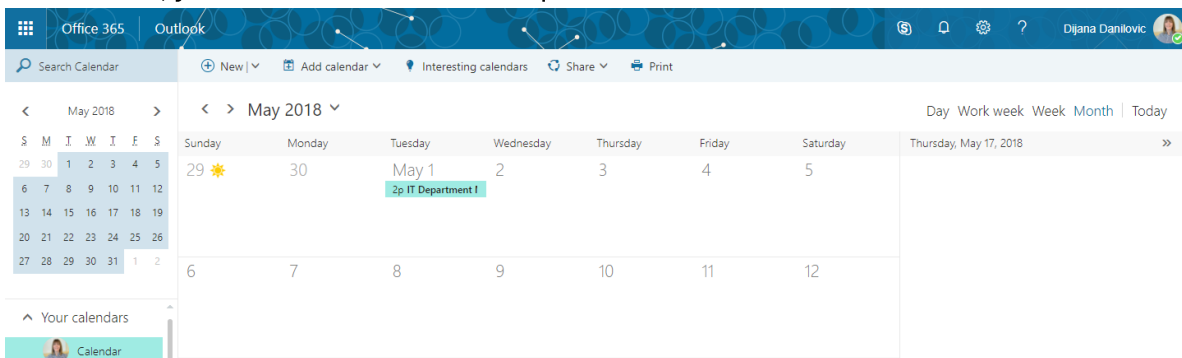 Office 365 Outlook Dijana Danilovic
Search Calendar New Add calendar Interesting calendars Share Print
May 2018 May 2018 Day Work week Week Month Today
S M T W T F S Sunday Monday Tuesday Wednesday Thursday Friday Saturday Thursday, May 17, 2018
29 30 1 2 3 4 5 29 30 May 1 2 3 4 5
6 7 8 9 10 11 12 2p IT Department
13 14 15 16 17 18 19
20 21 22 23 24 25 26
27 28 29 30 31 1 2 6 7 8 9 10 11 12
Your calendars
Calendar